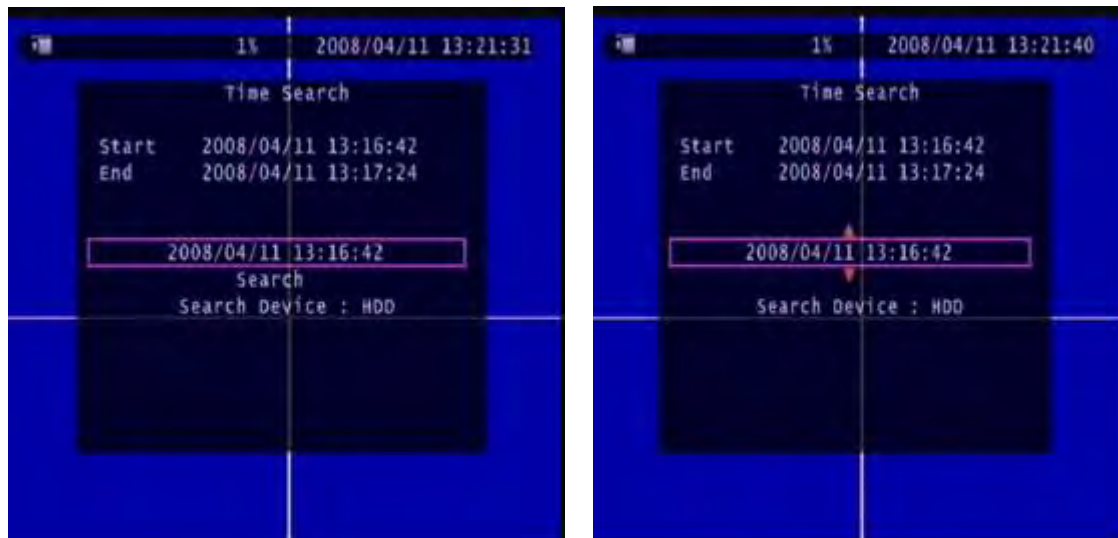 1% 2008/04/11 13:21:31
Time Search
Start 2008/04/11 13:16:42
End 2008/04/11 13:17:24
2008/04/11 13:16:42
Search
Search Device : HDD
1% 2008/04/11 13:21:40
Time Search
Start 2008/04/11 13:16:42
End 2008/04/11 13:17:24
2008/04/11 13:16:42
Search Device : HDD